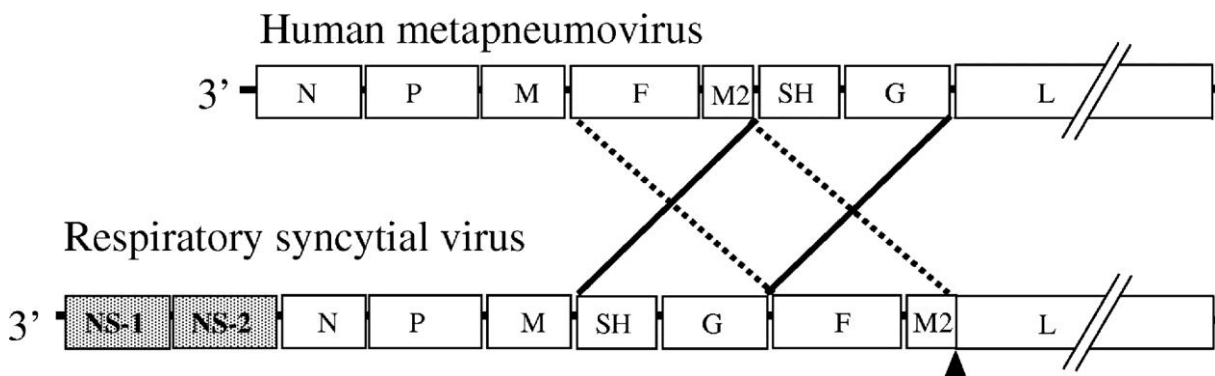 Human metapneumovirus
3’ N P M F M2 SH G L
Respiratory syncytial virus
3’ NS-1 NS-2 N P M SH G F M2 L